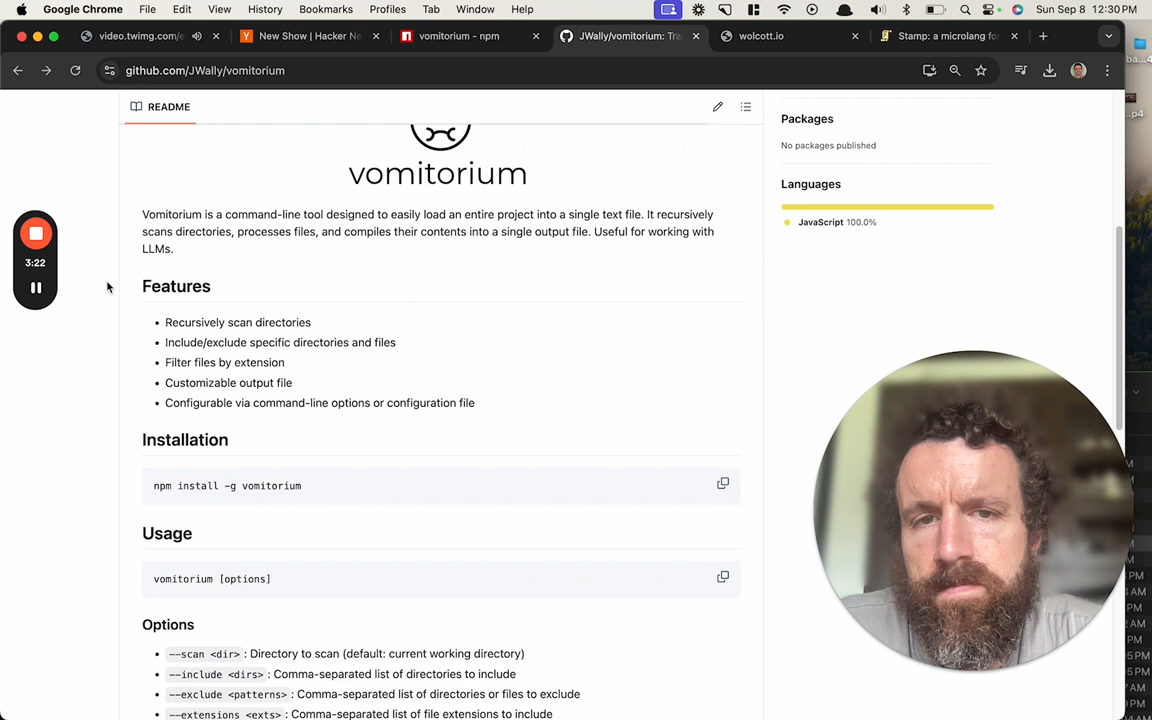 Google Chrome File Edit View History Bookmarks Profiles Tab Window Help Sun Sep 8 12:30 PM
video.twimg.com/e New Show | Hacker Ne vomitorium - npm JWally/vomitorium: Tra wolcott.io Stamp: a microlang for
github.com/JWally/vomitorium
README
vomitorium
Vomitorium is a command-line tool designed to easily load an entire project into a single text file. It recursively
scans directories, processes files, and compiles their contents into a single output file. Useful for working with
LLMs.
Features
Recursively scan directories
Include/exclude specific directories and files
Filter files by extension
Customizable output file
Configurable via command-line options or configuration file
Installation
npm install -g vomitorium
Usage
vomitorium [options]
Options
--scan <dir> : Directory to scan (default: current working directory)
--include <dirs> : Comma-separated list of directories to include
--exclude <patterns> : Comma-separated list of directories or files to exclude
--extensions <exts> : Comma-separated list of file extensions to include
Packages
No packages published
Languages
JavaScript 100.0%
3:22